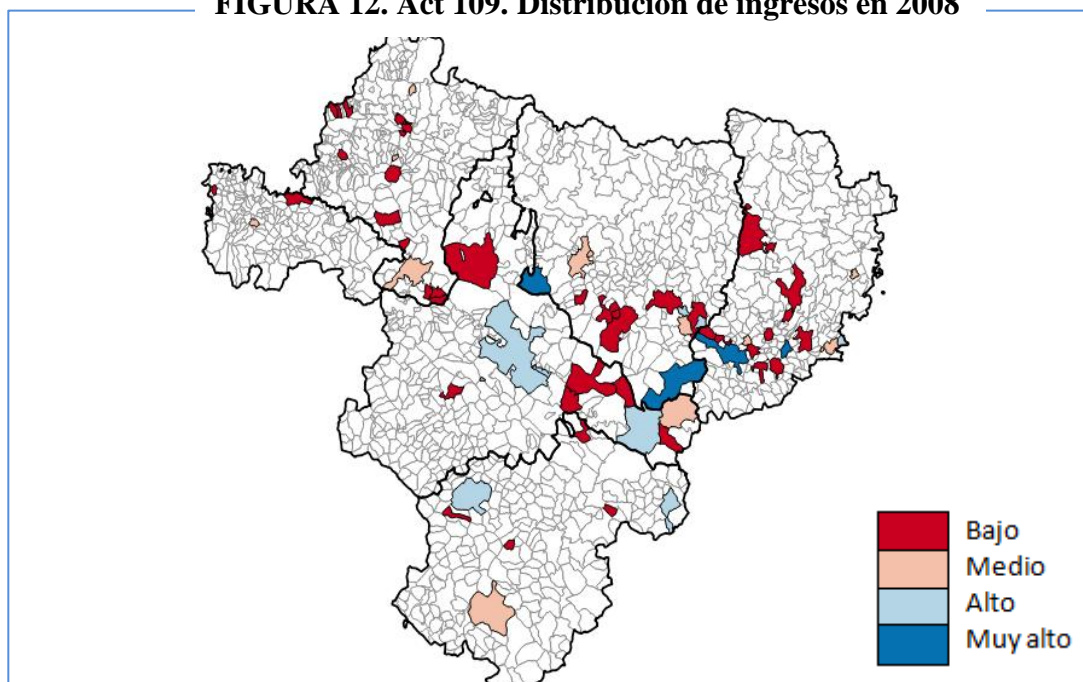 FIGURA 12. Act 109. Distribución de ingresos en 2008
Bajo
Medio
Alto
Muy alto